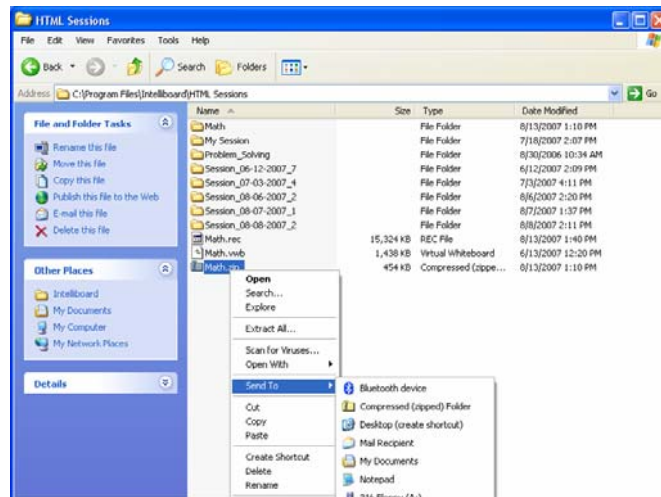 HTML Sessions
File Edit View Favorites Tools Help
Back Search Folders
Address C:\Program Files\Intelliboard\HTML Sessions Go
Name Size Type Date Modified
File and Folder Tasks
Rename this file
Move this file
Copy this file
Publish this file to the Web
E-mail this file
Delete this file
Other Places
Intelliboard
My Documents
My Computer
My Network Places
Details
Math File Folder 8/13/2007 1:10 PM
My Session File Folder 7/18/2007 2:07 PM
Problem_Solving File Folder 8/30/2006 10:34 AM
Session_06-12-2007_7 File Folder 6/12/2007 2:09 PM
Session_07-03-2007_4 File Folder 7/3/2007 4:11 PM
Session_08-06-2007_2 File Folder 8/6/2007 2:20 PM
Session_08-07-2007_1 File Folder 8/7/2007 1:37 PM
Session_08-08-2007_2 File Folder 8/8/2007 2:11 PM
Math.rec 15,324 KB REC File 8/13/2007 1:40 PM
Math.vwb 1,438 KB Virtual Whiteboard 6/13/2007 12:20 PM
Math.zip 454 KB Compressed (zippe... 8/13/2007 1:10 PM
Open
Search...
Explore
Extract All...
Scan for Viruses...
Open With
Send To
Cut
Copy
Paste
Create Shortcut
Delete
Rename
Bluetooth device
Compressed (zipped) Folder
Desktop (create shortcut)
Mail Recipient
My Documents
Notepad